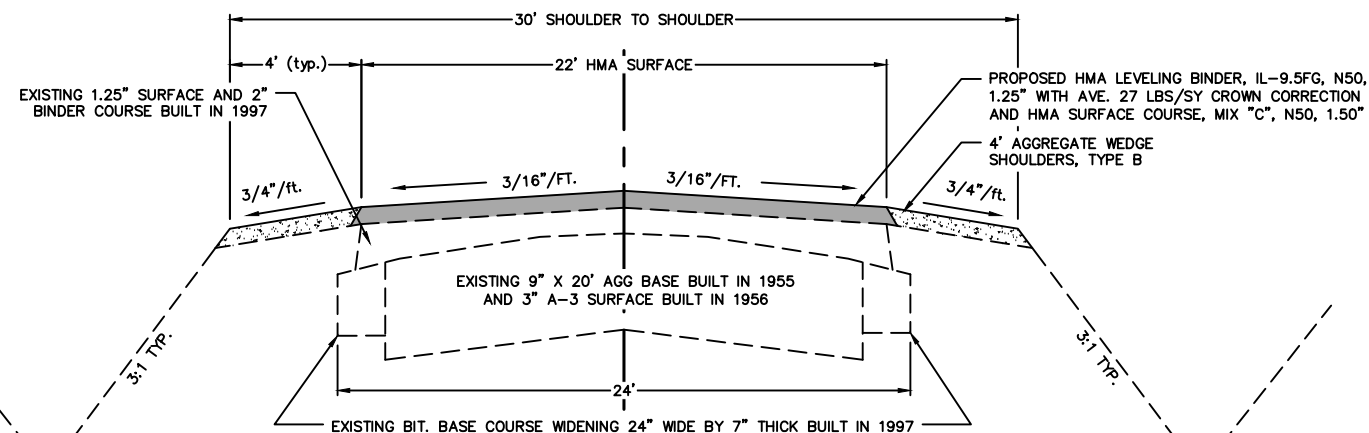 30' SHOULDER TO SHOULDER
4' (typ.)
22' HMA SURFACE
EXISTING 1.25" SURFACE AND 2"
BINDER COURSE BUILT IN 1997
PROPOSED HMA LEVELING BINDER, IL-9.5FG, N50,
1.25" WITH AVE. 27 LBS/SY CROWN CORRECTION
AND HMA SURFACE COURSE, MIX "C", N50, 1.50"
4' AGGREGATE WEDGE
SHOULDERS, TYPE B
3/4"/ft.
3/16"/FT.
3/16"/FT.
3/4"/ft.
EXISTING 9" X 20' AGG BASE BUILT IN 1955
AND 3" A-3 SURFACE BUILT IN 1956
3:1 TYP.
3:1 TYP.
24'
EXISTING BIT. BASE COURSE WIDENING 24" WIDE BY 7" THICK BUILT IN 1997